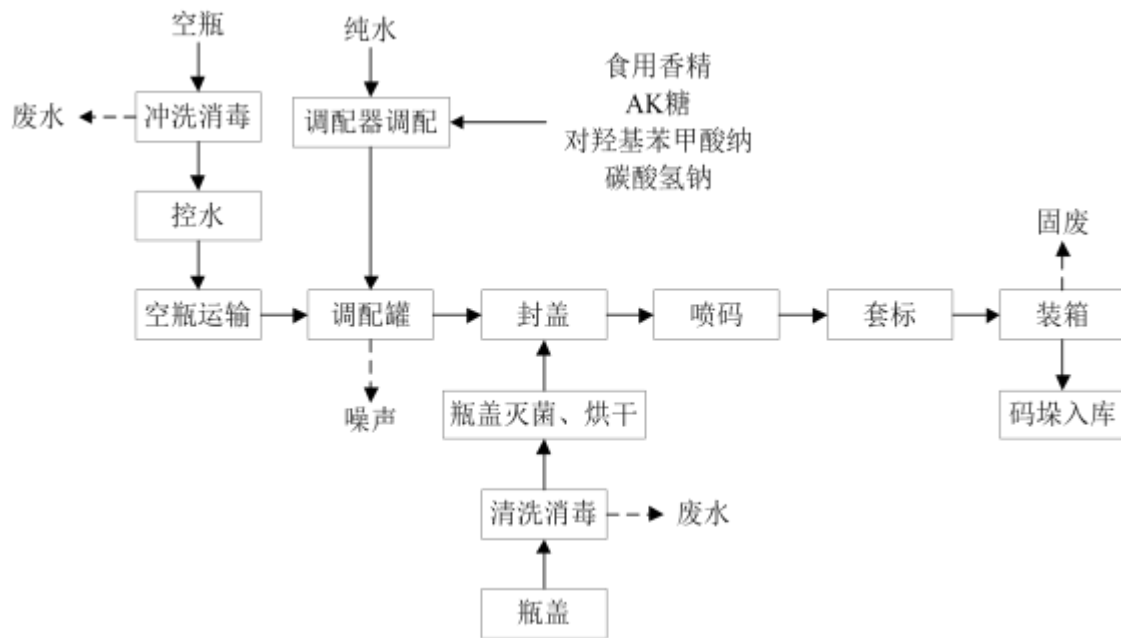 空瓶
纯水
食用香精
AK糖
对羟基苯甲酸纳
碳酸氢钠
废水
冲洗消毒
调配器调配
控水
固废
空瓶运输
调配罐
封盖
喷码
套标
装箱
噪声
瓶盖灭菌、烘干
码垛入库
清洗消毒
废水
瓶盖